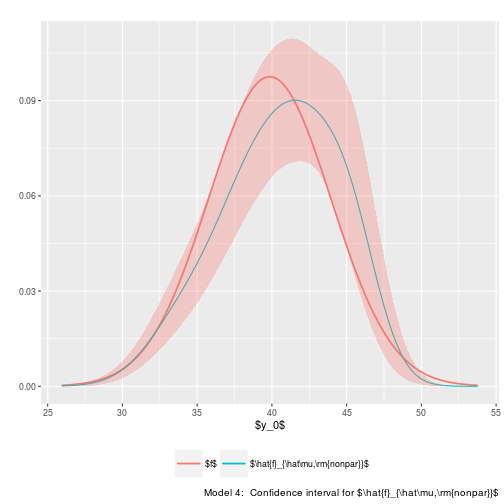 0.09
0.06
0.03
0.00
25 30 35 40 45 50 55
$y_0$
$f$ $\hat{f}_{\hat\mu,\rm{nonpar}}$
Model 4: Confidence interval for $\hat{f}_{\hat\mu,\rm{nonpar}}$